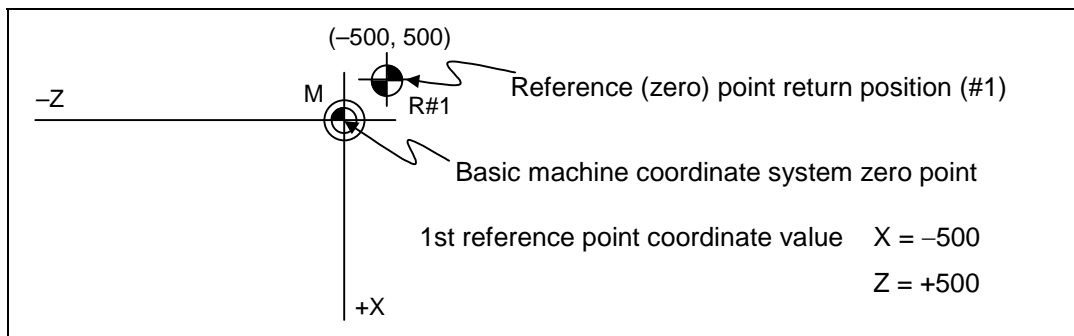 (–500, 500)
Reference (zero) point return position (#1)
–Z
M
R#1
Basic machine coordinate system zero point
1st reference point coordinate value X = –500
Z = +500
+X